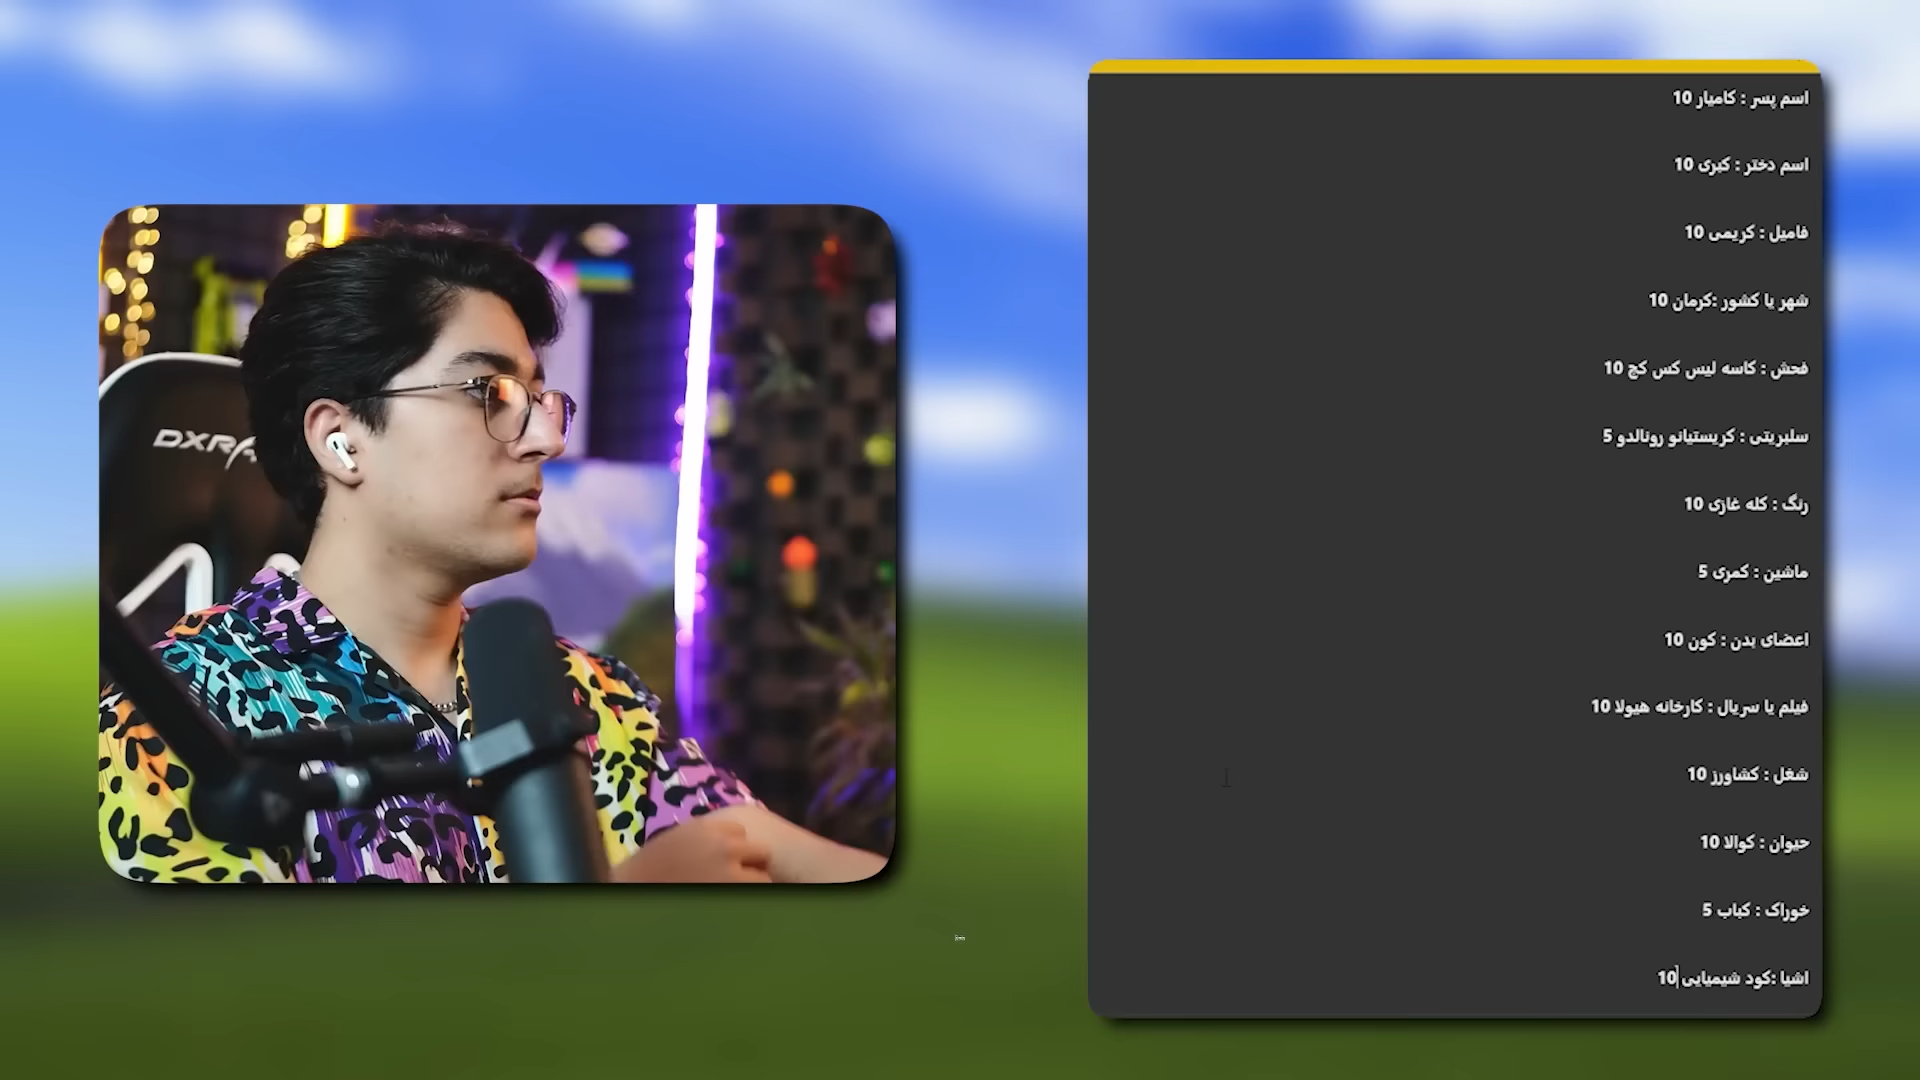 اسم پسر : کامیار 10
اسم دختر : کبری 10
فامیل : کریمی 10
شهر یا کشور :کرمان 10
فحش : کاسه لیس کس کچ 10
سلبریتی : کریستیانو رونالدو 5
رنگ : کله غازی 10
ماشین : کمری 5
اعضای بدن : کون 10
فیلم یا سریال : کارخانه هیولا 10
شغل : کشاورز 10
حیوان : کوالا 10
خوراک : کباب 5
اشیا :کود شیمیایی 10